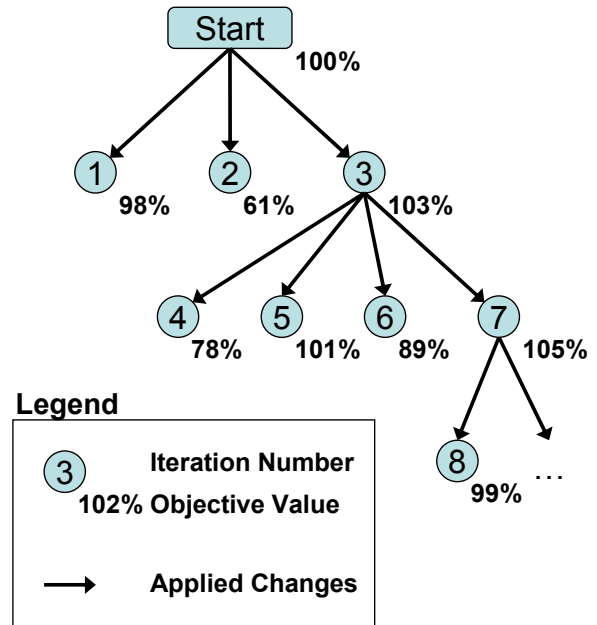 Start
100%
1 2 3
98% 61% 103%
4 5 6 7
78% 101% 89% 105%
8 ...
99%
Legend
3 Iteration Number
102% Objective Value
Applied Changes